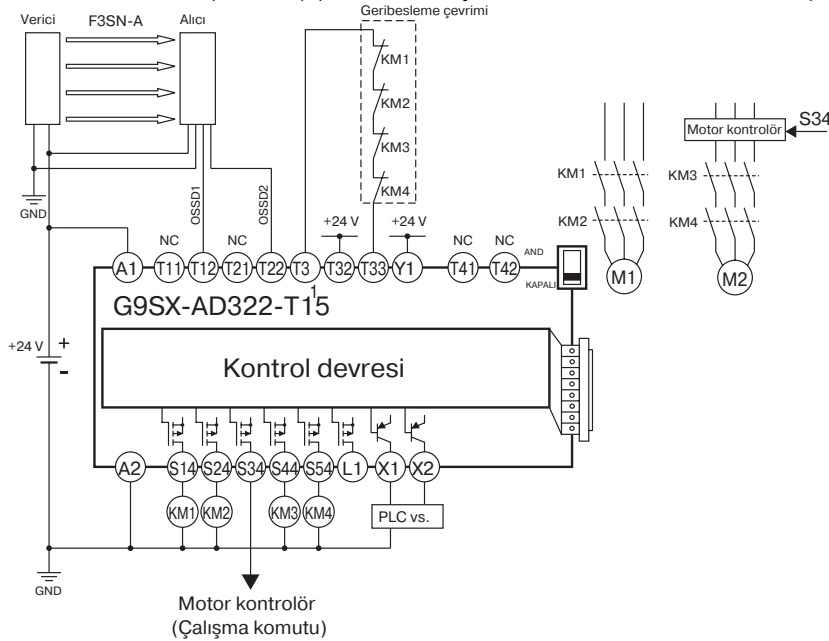 Geribesleme çevrimi
Verici F3SN-A Alıcı
KM1
KM2
KM3
KM4
S34
Motor kontrolör
KM1 KM3
KM2 KM4
M1 M2
GND
OSSD1
OSSD2
+24 V +24 V
NC NC NC NC
AND
KAPALI
A1 T11 T12 T21 T22 T3 T32 T33 Y1 T41 T42
1
G9SX-AD322-T15
+24 V + -
Kontrol devresi
A2 S14 S24 S34 S44 S54 L1 X1 X2
KM1 KM2 KM3 KM4 PLC vs.
GND
Motor kontrolör
(Çalışma komutu)